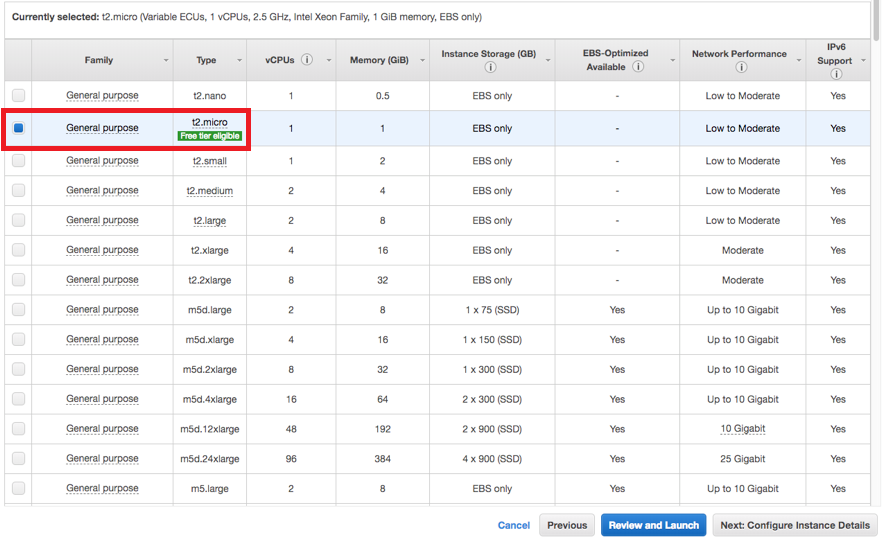 Currently selected: t2.micro (Variable ECUs, 1 vCPUs, 2.5 GHz, Intel Xeon Family, 1 GiB memory, EBS only)
Family Type vCPUs Memory (GiB) Instance Storage (GB) EBS-Optimized Available Network Performance IPv6 Support
General purpose t2.nano 1 0.5 EBS only - Low to Moderate Yes
General purpose t2.micro Free tier eligible 1 1 EBS only - Low to Moderate Yes
General purpose t2.small 1 2 EBS only - Low to Moderate Yes
General purpose t2.medium 2 4 EBS only - Low to Moderate Yes
General purpose t2.large 2 8 EBS only - Low to Moderate Yes
General purpose t2.xlarge 4 16 EBS only - Moderate Yes
General purpose t2.2xlarge 8 32 EBS only - Moderate Yes
General purpose m5d.large 2 8 1 x 75 (SSD) Yes Up to 10 Gigabit Yes
General purpose m5d.xlarge 4 16 1 x 150 (SSD) Yes Up to 10 Gigabit Yes
General purpose m5d.2xlarge 8 32 1 x 300 (SSD) Yes Up to 10 Gigabit Yes
General purpose m5d.4xlarge 16 64 2 x 300 (SSD) Yes Up to 10 Gigabit Yes
General purpose m5d.12xlarge 48 192 2 x 900 (SSD) Yes 10 Gigabit Yes
General purpose m5d.24xlarge 96 384 4 x 900 (SSD) Yes 25 Gigabit Yes
General purpose m5.large 2 8 EBS only Yes Up to 10 Gigabit Yes
Cancel Previous Review and Launch Next: Configure Instance Details